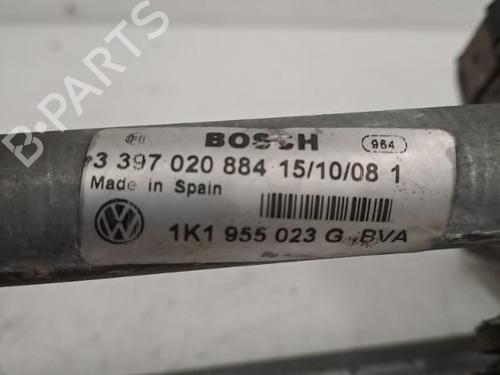 BOSCH
964
3 397 020 884 15/10/08 1
Made in Spain
1K1 955 023 G BVA
B-PARTS